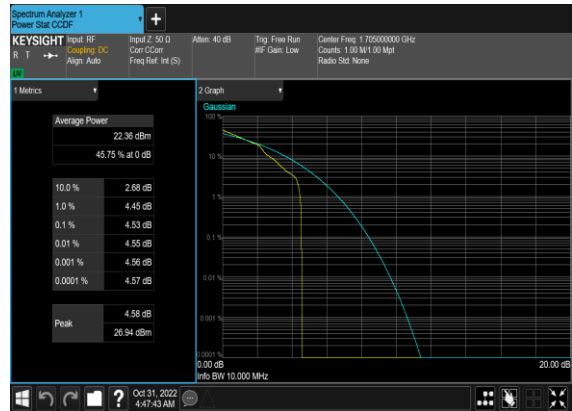 Spectrum Analyzer 1
Power Stat CCDF
+
KEYSIGHT
R T
LV
Input: RF
Coupling: DC
Align: Auto
Input Z: 50 Ω
Corr CCorr
Freq Ref: Int (S)
Atten: 40 dB
Trig: Free Run
#IF Gain: Low
Center Freq: 1.705000000 GHz
Counts: 1.00 M/1.00 Mpt
Radio Std: None
1 Metrics
Average Power
22.36 dBm
45.75 % at 0 dB
10.0 % 2.68 dB
1.0 % 4.45 dB
0.1 % 4.53 dB
0.01 % 4.55 dB
0.001 % 4.56 dB
0.0001 % 4.57 dB
Peak
4.58 dB
26.94 dBm
2 Graph
Gaussian
100 %
10 %
1 %
0.1 %
0.01 %
0.001 %
0.0001 %
0.00 dB
20.00 dB
Info BW 10.000 MHz
?
Oct 31, 2022
4:47:43 AM